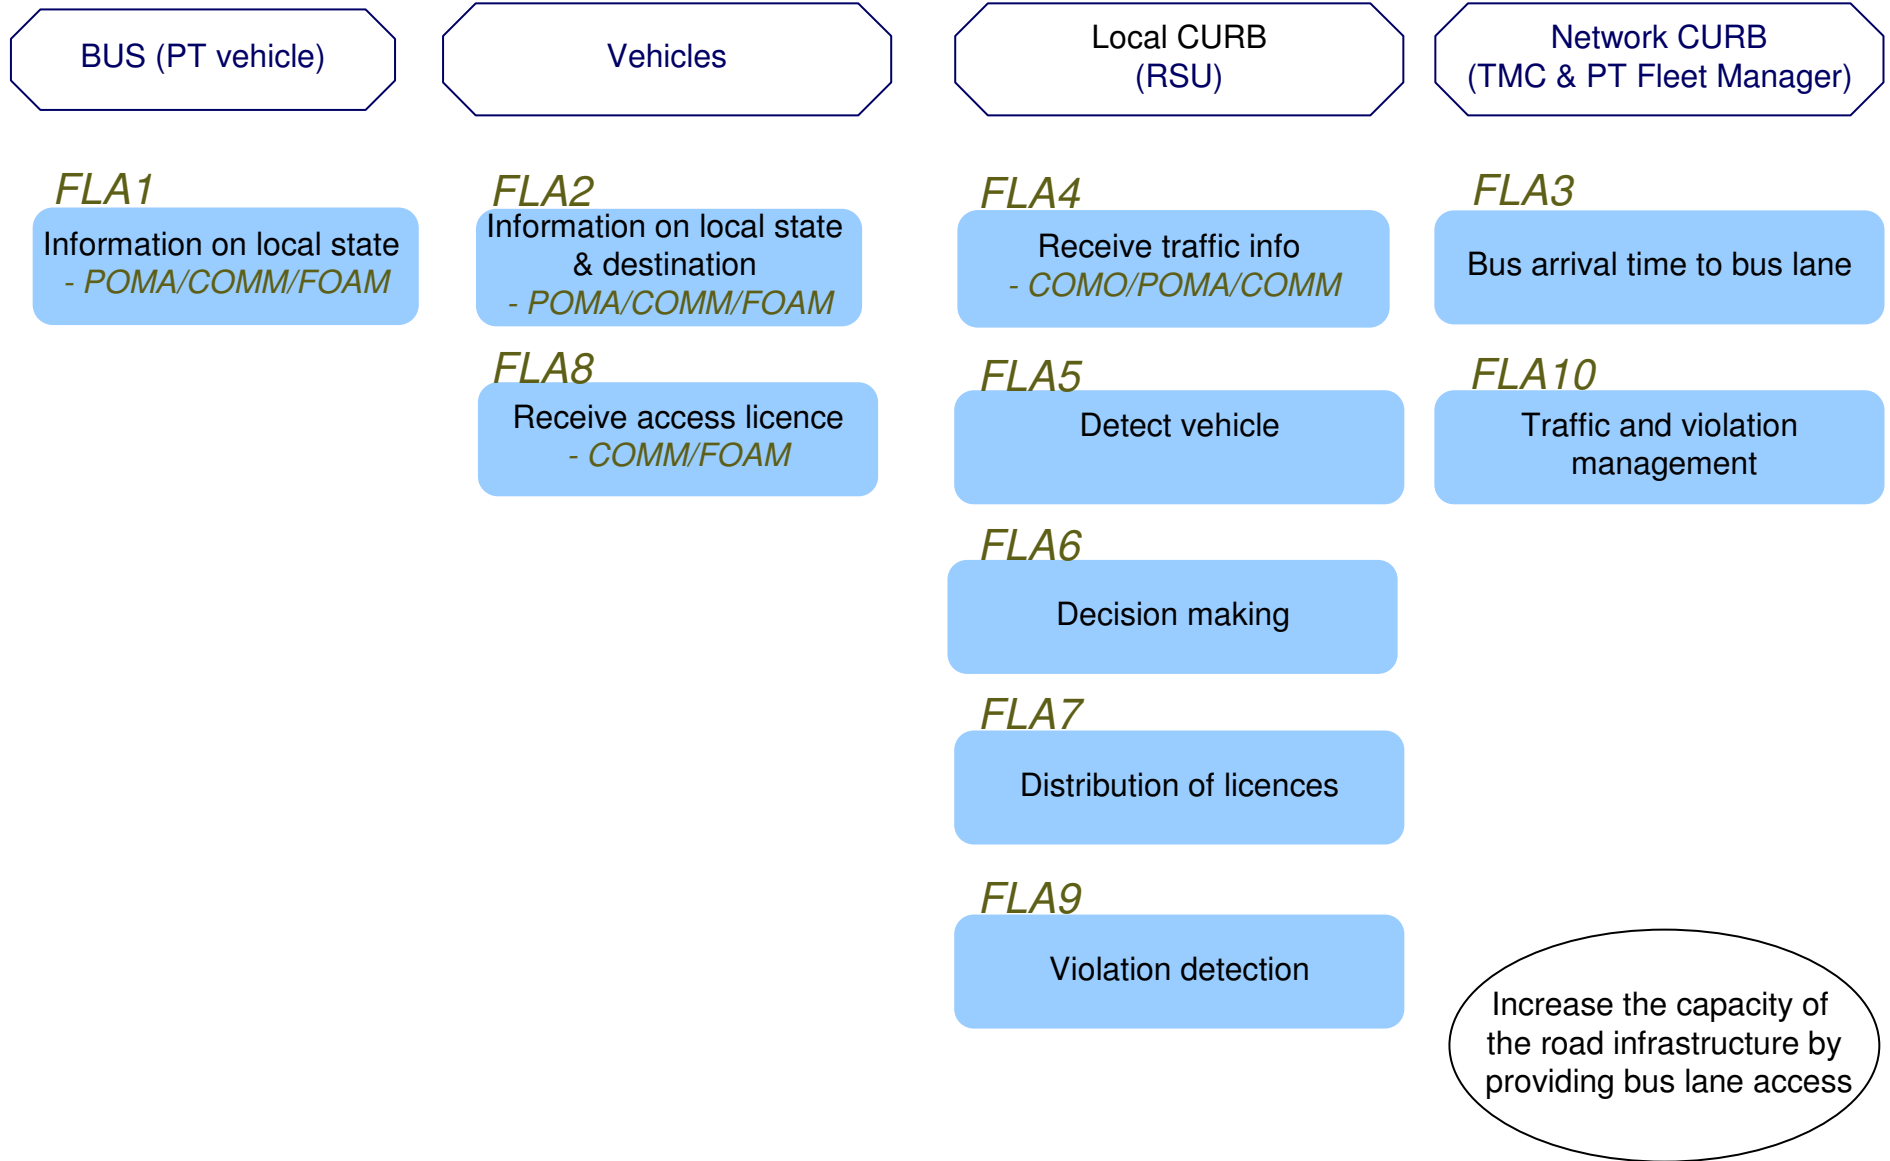 BUS (PT vehicle)
Vehicles
Local CURB
(RSU)
Network CURB
(TMC & PT Fleet Manager)
FLA1
Information on local state
- POMA/COMM/FOAM
FLA2
Information on local state
& destination
- POMA/COMM/FOAM
FLA8
Receive access licence
- COMM/FOAM
FLA4
Receive traffic info
- COMO/POMA/COMM
FLA5
Detect vehicle
FLA6
Decision making
FLA7
Distribution of licences
FLA9
Violation detection
FLA3
Bus arrival time to bus lane
FLA10
Traffic and violation
management
Increase the capacity of
the road infrastructure by
providing bus lane access